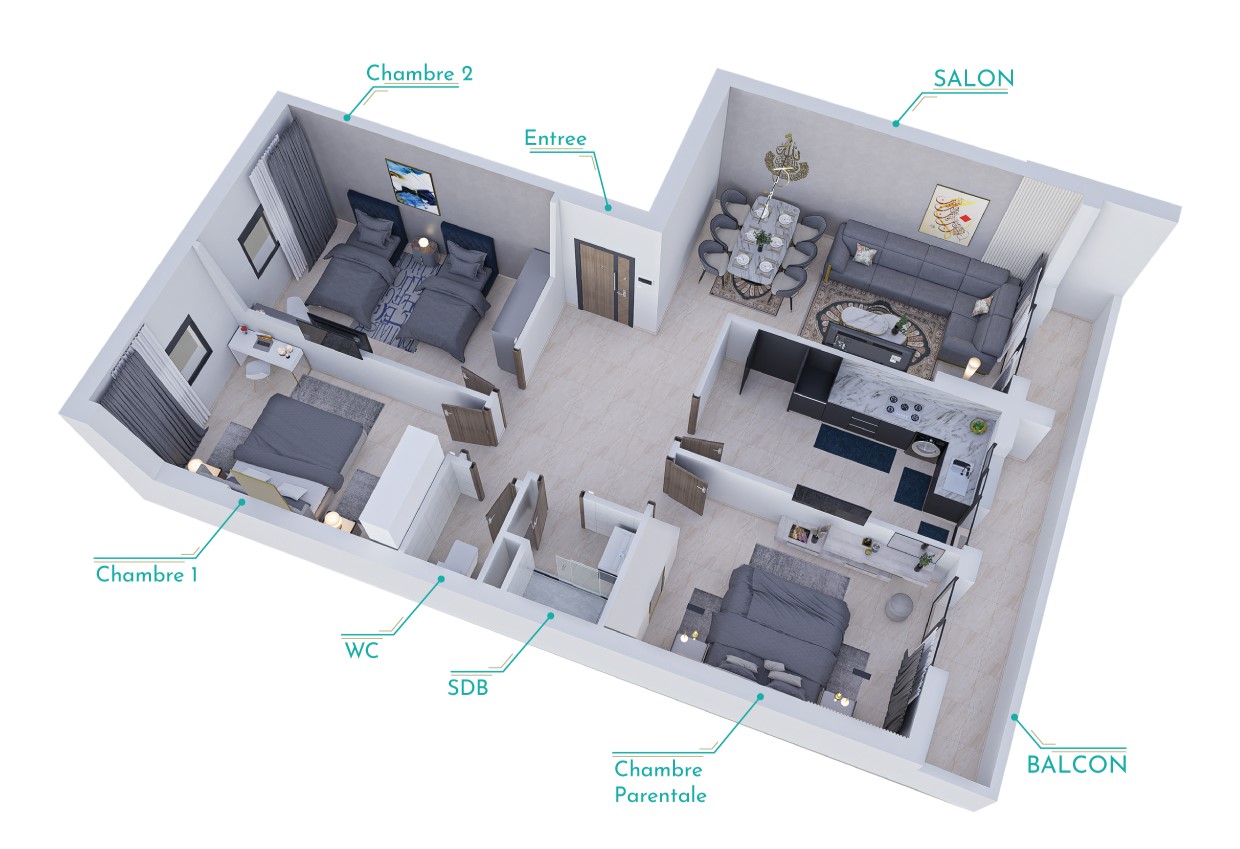 Chambre 2
SALON
Entree
Chambre 1
WC
SDB
Chambre
Parentale
BALCON